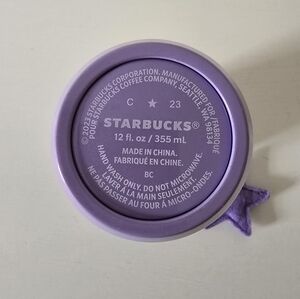 ©2023 STARBUCKS CORPORATION. MANUFACTURED FOR/FABRIQUÉ
POUR STARBUCKS COFFEE COMPANY, SEATTLE, WA 98134
C ★ 23
STARBUCKS®
12 fl. oz / 355 mL
MADE IN CHINA.
FABRIQUÉ EN CHINE.
BC
HAND WASH ONLY. DO NOT MICROWAVE.
LAVER À LA MAIN SEULEMENT.
NE PAS PASSER AU FOUR À MICRO-ONDES.